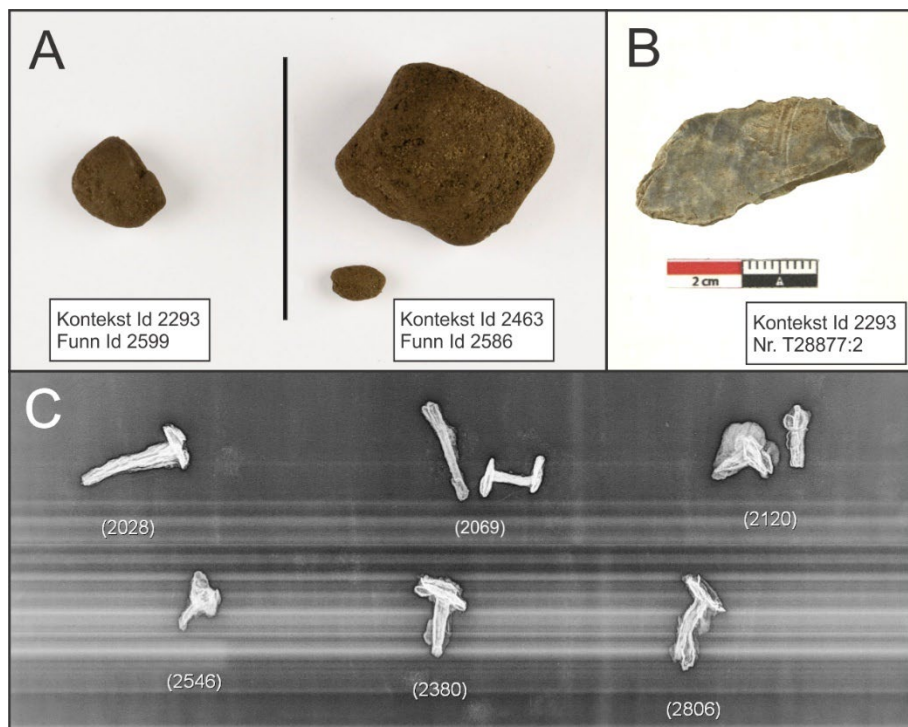 A
B
Kontekst Id 2293
Funn Id 2599
Kontekst Id 2463
Funn Id 2586
2 cm
A
Kontekst Id 2293
Nr. T28877:2
C
(2028)
(2069)
(2120)
(2546)
(2380)
(2806)